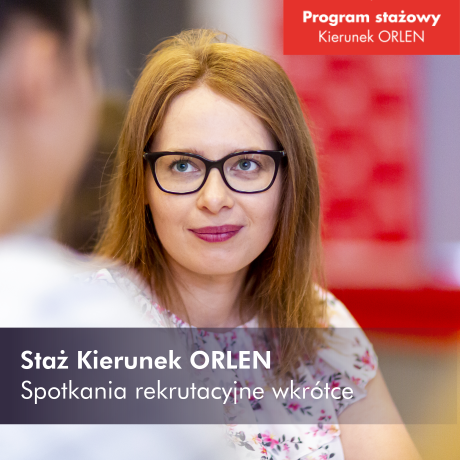 Program stażowy
Kierunek ORLEN
Staż Kierunek ORLEN
Spotkania rekrutacyjne wkrótce